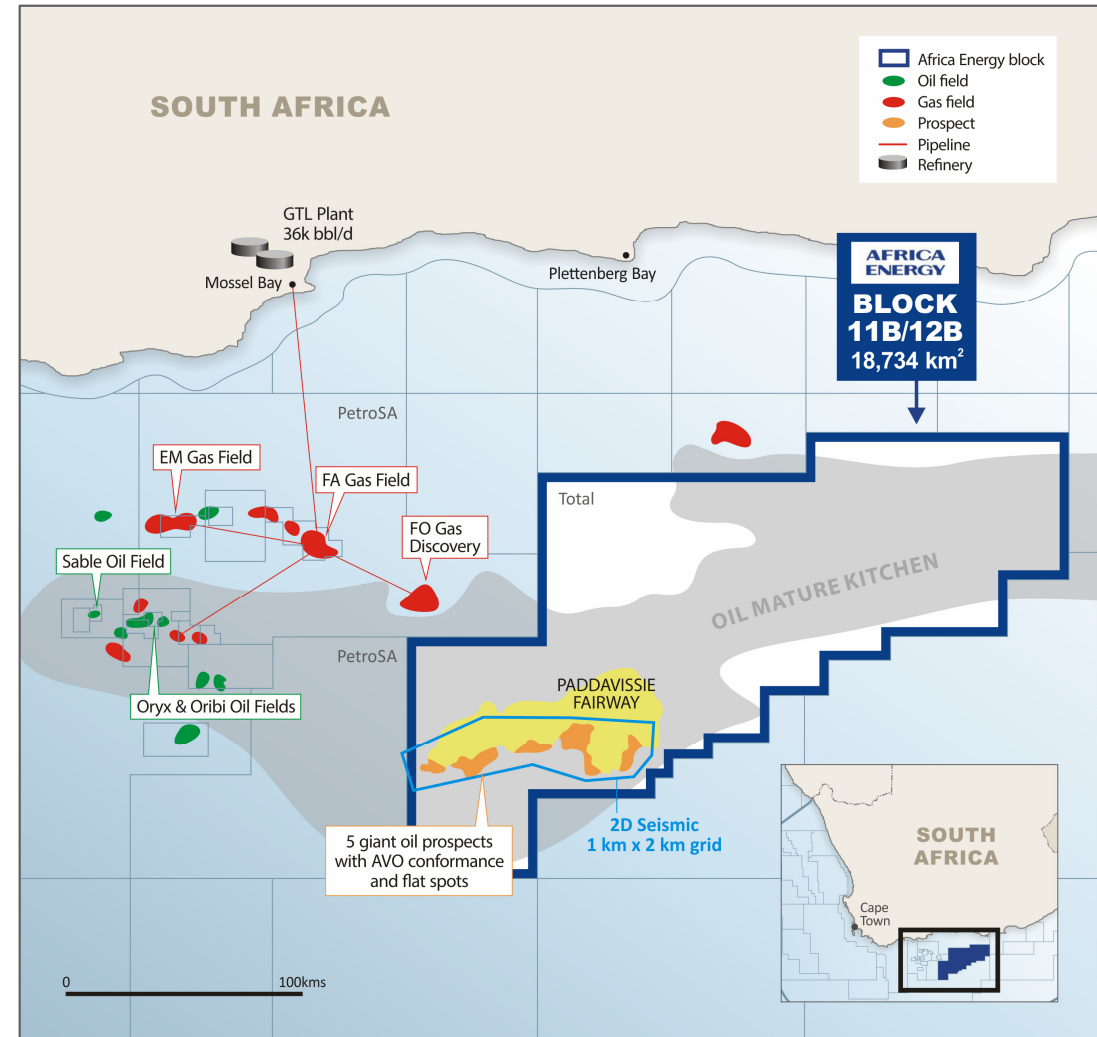 SOUTH AFRICA
Africa Energy block
Oil field
Gas field
Prospect
Pipeline
Refinery
GTL Plant
36k bbl/d
Mossel Bay
Plettenberg Bay
AFRICA
ENERGY
BLOCK
11B/12B
18,734 km²
PetroSA
EM Gas Field
FA Gas Field
Total
FO Gas
Discovery
Sable Oil Field
OIL MATURE KITCHEN
PetroSA
PADDAVISSIE
FAIRWAY
Oryx & Oribi Oil Fields
2D Seismic
1 km x 2 km grid
5 giant oil prospects
with AVO conformance
and flat spots
SOUTH
AFRICA
Cape
Town
0 100kms